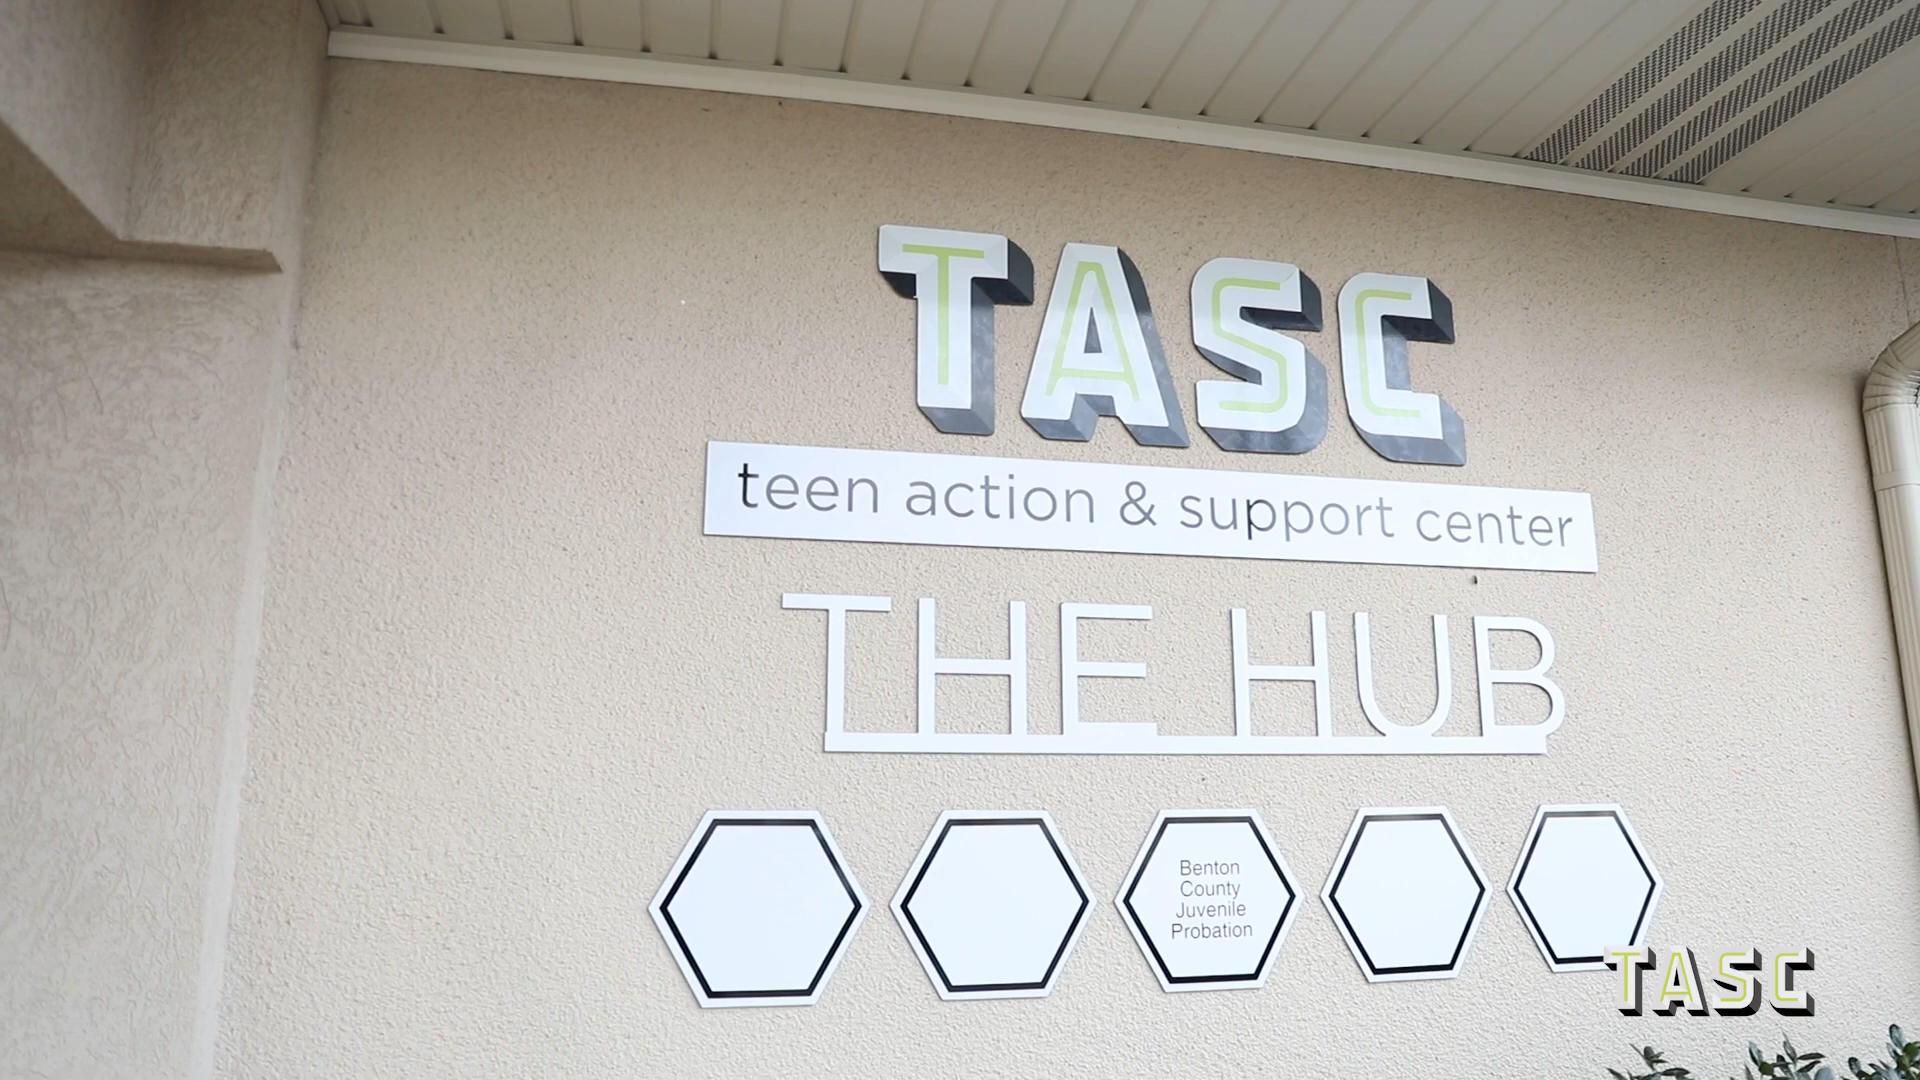 TASC
teen action & support center
THE HUB
Benton
County
Juvenile
Probation
TASC